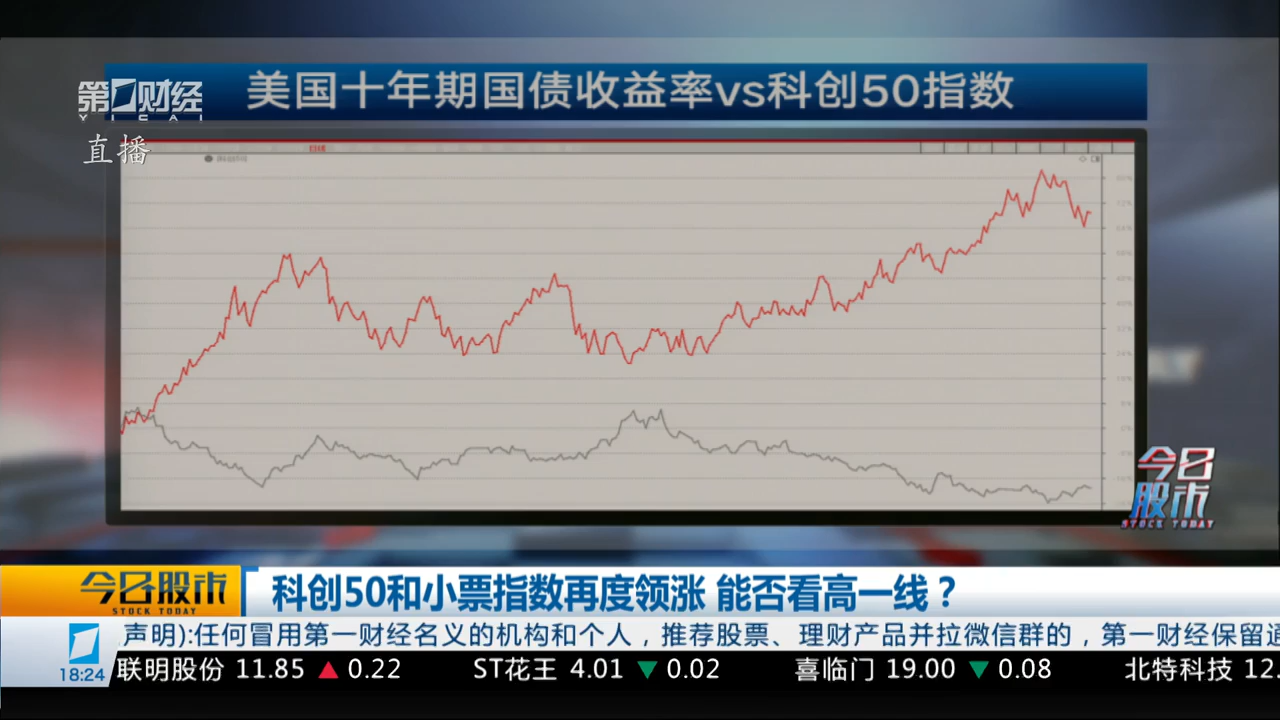 第一财经
YICAI
直播
美国十年期国债收益率vs科创50指数
今日股市
STOCK TODAY
今日股市
STOCK TODAY
科创50和小票指数再度领涨 能否看高一线？
声明):任何冒用第一财经名义的机构和个人，推荐股票、理财产品并拉微信群的，第一财经保留
18:24
联明股份 11.85 ▲ 0.22 ST花王 4.01 ▼ 0.02 喜临门 19.00 ▼ 0.08 北特科技 12.